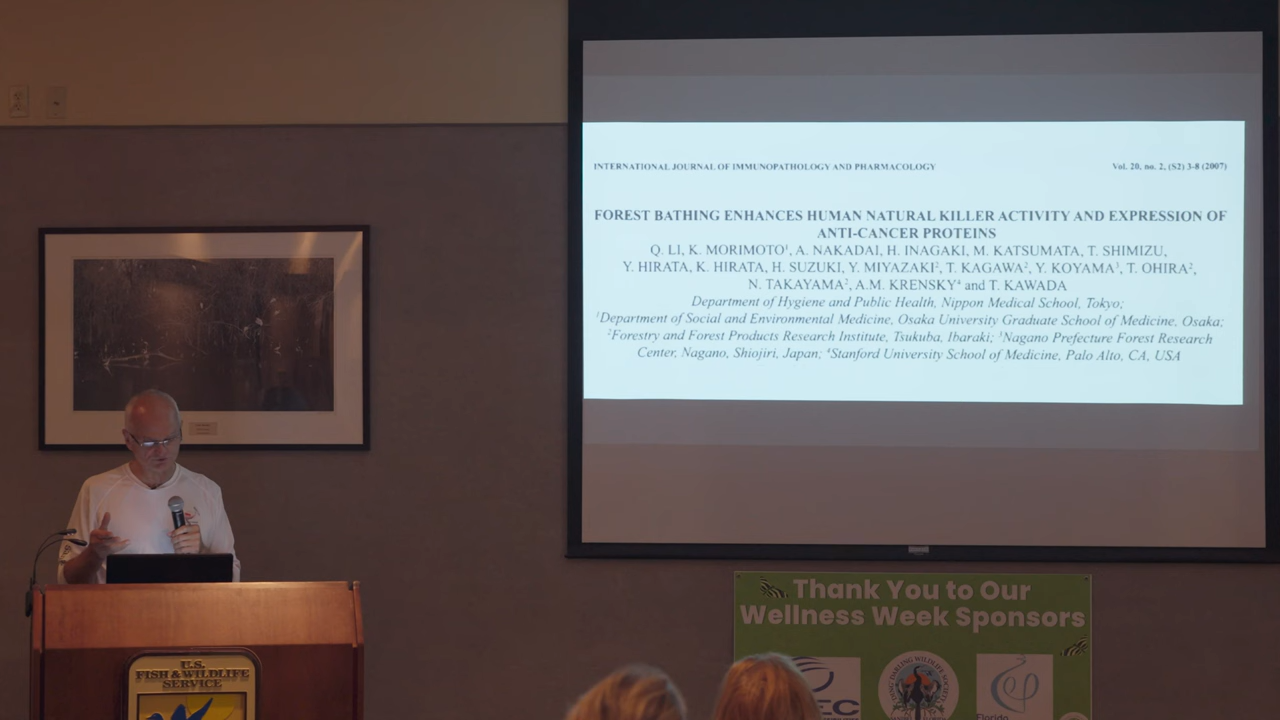 INTERNATIONAL JOURNAL OF IMMUNOPATHOLOGY AND PHARMACOLOGY Vol. 20, no. 2, (S2) 3-8 (2007)
FOREST BATHING ENHANCES HUMAN NATURAL KILLER ACTIVITY AND EXPRESSION OF
ANTI-CANCER PROTEINS
Q. LI, K. MORIMOTO¹, A. NAKADAI, H. INAGAKI, M. KATSUMATA, T. SHIMIZU,
Y. HIRATA, K. HIRATA, H. SUZUKI, Y. MIYAZAKI², T. KAGAWA², Y. KOYAMA³, T. OHIRA²,
N. TAKAYAMA², A.M. KRENSKY⁴ and T. KAWADA
Department of Hygiene and Public Health, Nippon Medical School, Tokyo;
¹Department of Social and Environmental Medicine, Osaka University Graduate School of Medicine, Osaka;
²Forestry and Forest Products Research Institute, Tsukuba, Ibaraki; ³Nagano Prefecture Forest Research
Center, Nagano, Shiojiri, Japan; ⁴Stanford University School of Medicine, Palo Alto, CA, USA
Thank You to Our
Wellness Week Sponsors
DARLING WILDLIFE SOCIETY
EC
Florida
U.S.
FISH & WILDLIFE
SERVICE